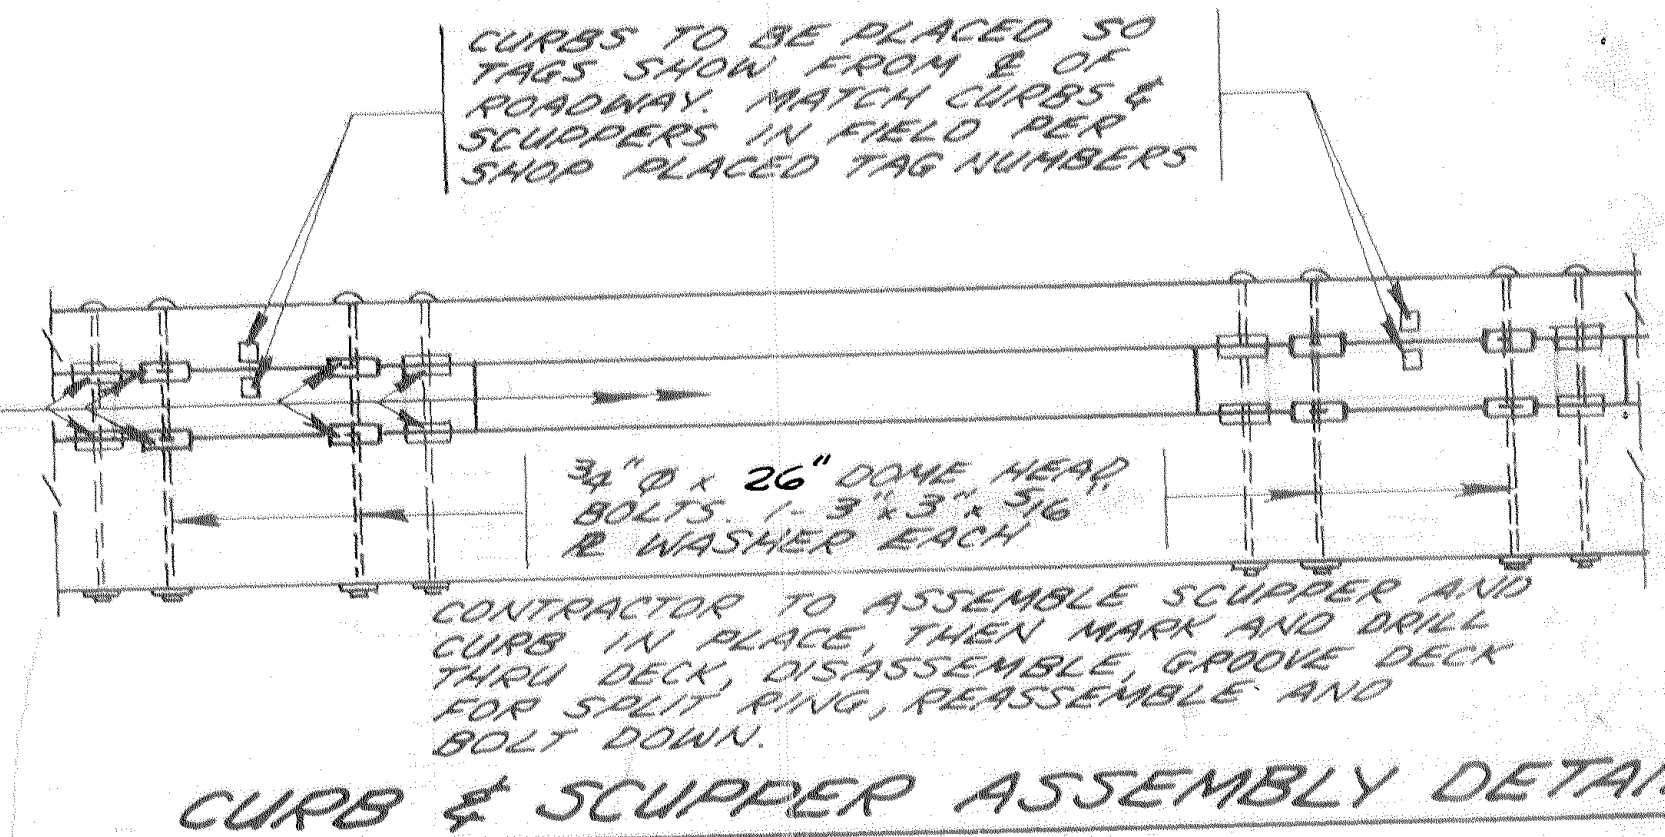 CURBS TO BE PLACED SO
TAGS SHOW FROM ℄ OF
ROADWAY. MATCH CURBS &
SCUPPERS IN FIELD PER
SHOP PLACED TAG NUMBERS
3/4" Ø x 26" DOME HEAD
BOLTS. 1- 3" x 3" x 5/16"
℄ WASHER EACH
CONTRACTOR TO ASSEMBLE SCUPPER AND
CURB IN PLACE, THEN MARK AND DRILL
THRU DECK, DISASSEMBLE, GROOVE DECK
FOR SPLIT RING, REASSEMBLE AND
BOLT DOWN.
CURB & SCUPPER ASSEMBLY DETAI